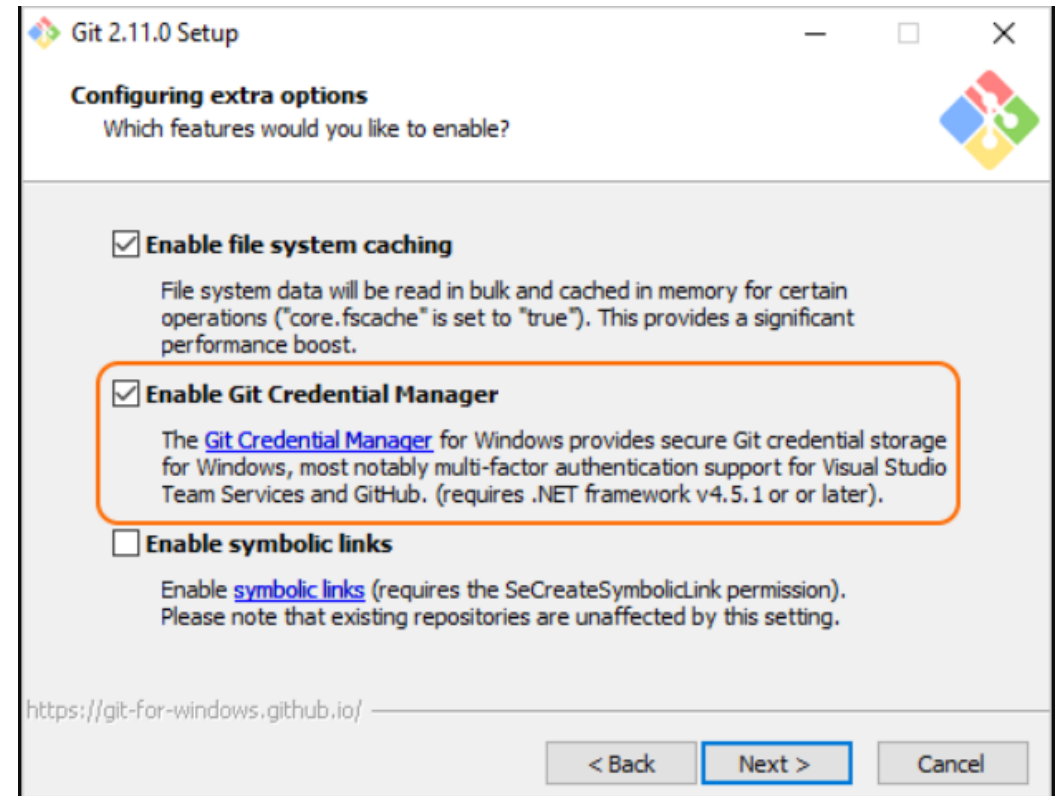 Git 2.11.0 Setup
Configuring extra options
Which features would you like to enable?
Enable file system caching
File system data will be read in bulk and cached in memory for certain
operations ("core.fscache" is set to "true"). This provides a significant
performance boost.
Enable Git Credential Manager
The Git Credential Manager for Windows provides secure Git credential storage
for Windows, most notably multi-factor authentication support for Visual Studio
Team Services and GitHub. (requires .NET framework v4.5.1 or or later).
Enable symbolic links
Enable symbolic links (requires the SeCreateSymbolicLink permission).
Please note that existing repositories are unaffected by this setting.
https://git-for-windows.github.io/
< Back Next > Cancel